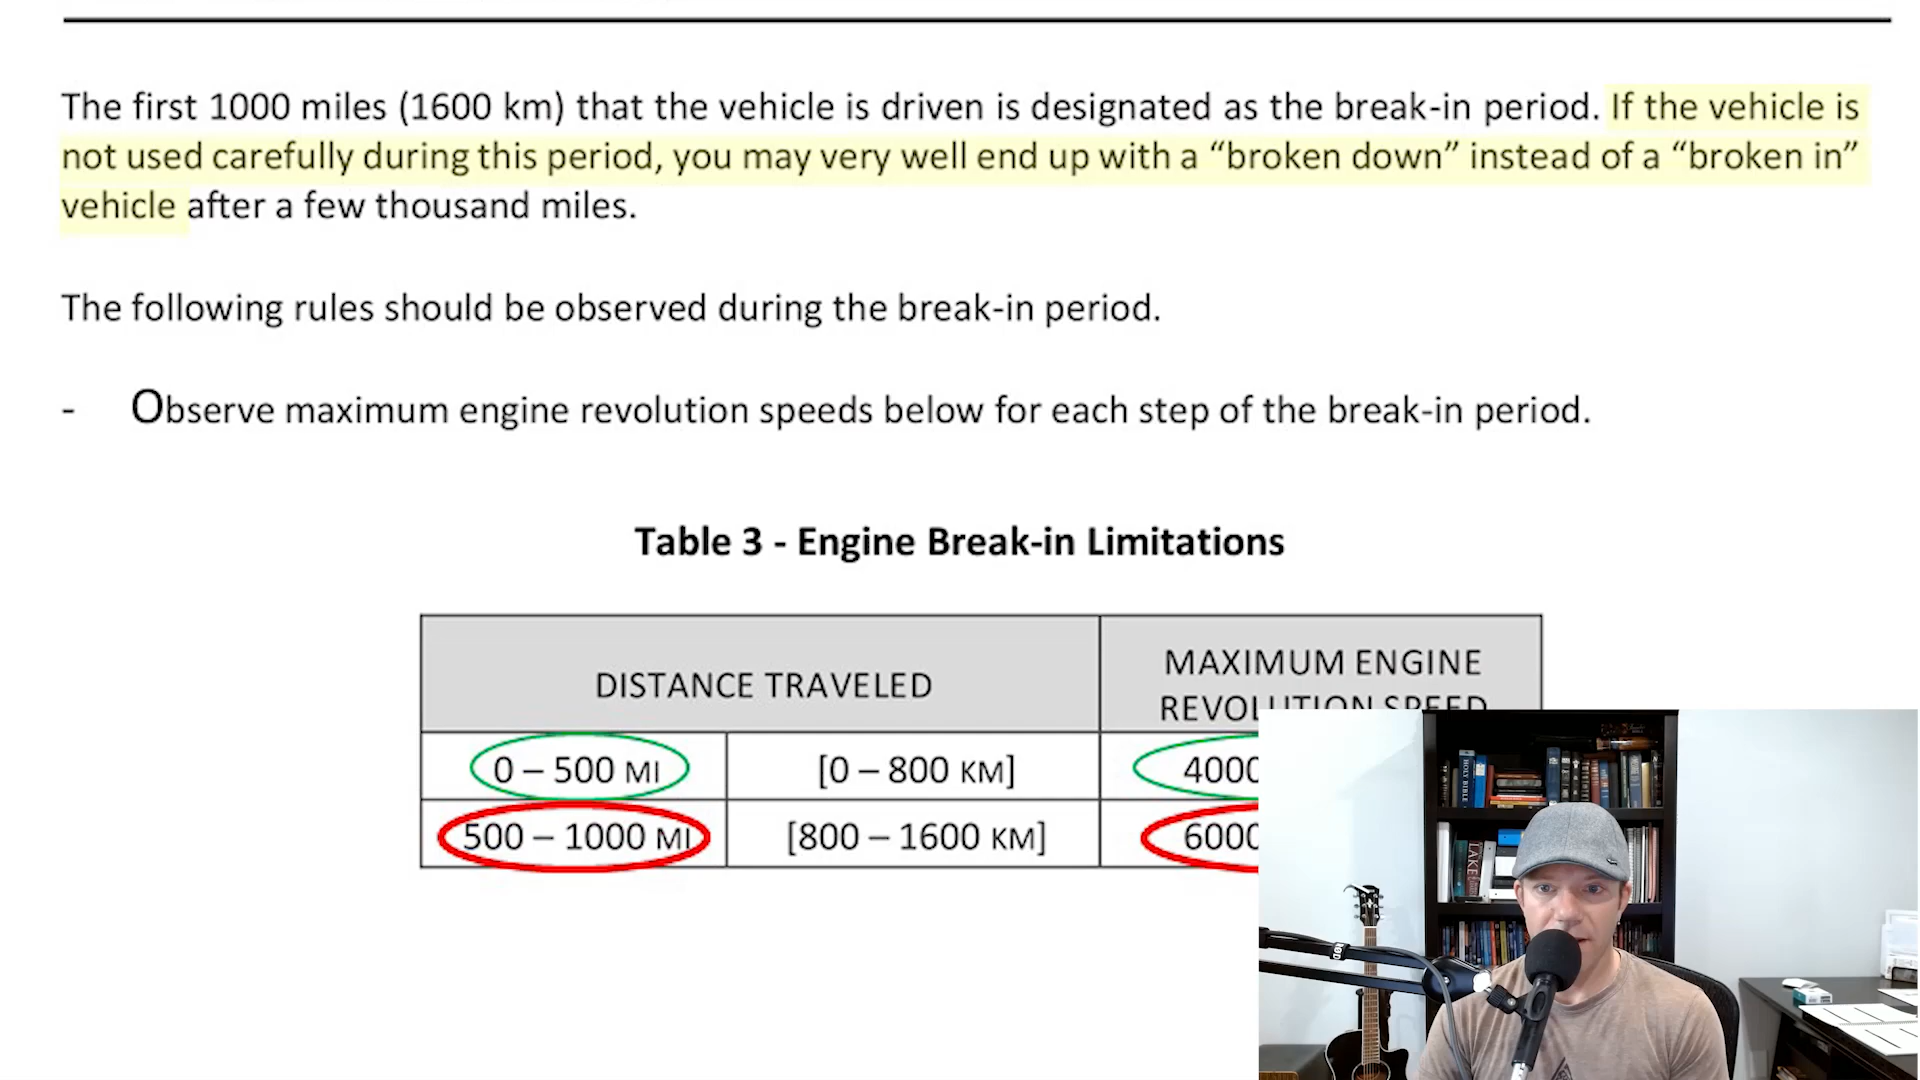 The first 1000 miles (1600 km) that the vehicle is driven is designated as the break-in period. If the vehicle is
not used carefully during this period, you may very well end up with a “broken down” instead of a “broken in”
vehicle after a few thousand miles.
The following rules should be observed during the break-in period.
- Observe maximum engine revolution speeds below for each step of the break-in period.
Table 3 - Engine Break-in Limitations
DISTANCE TRAVELED
MAXIMUM ENGINE
REVOLUTION SPEED
0 – 500 MI [0 – 800 KM] 4000
500 – 1000 MI [800 – 1600 KM] 6000
HOLY BIBLE
LAKE